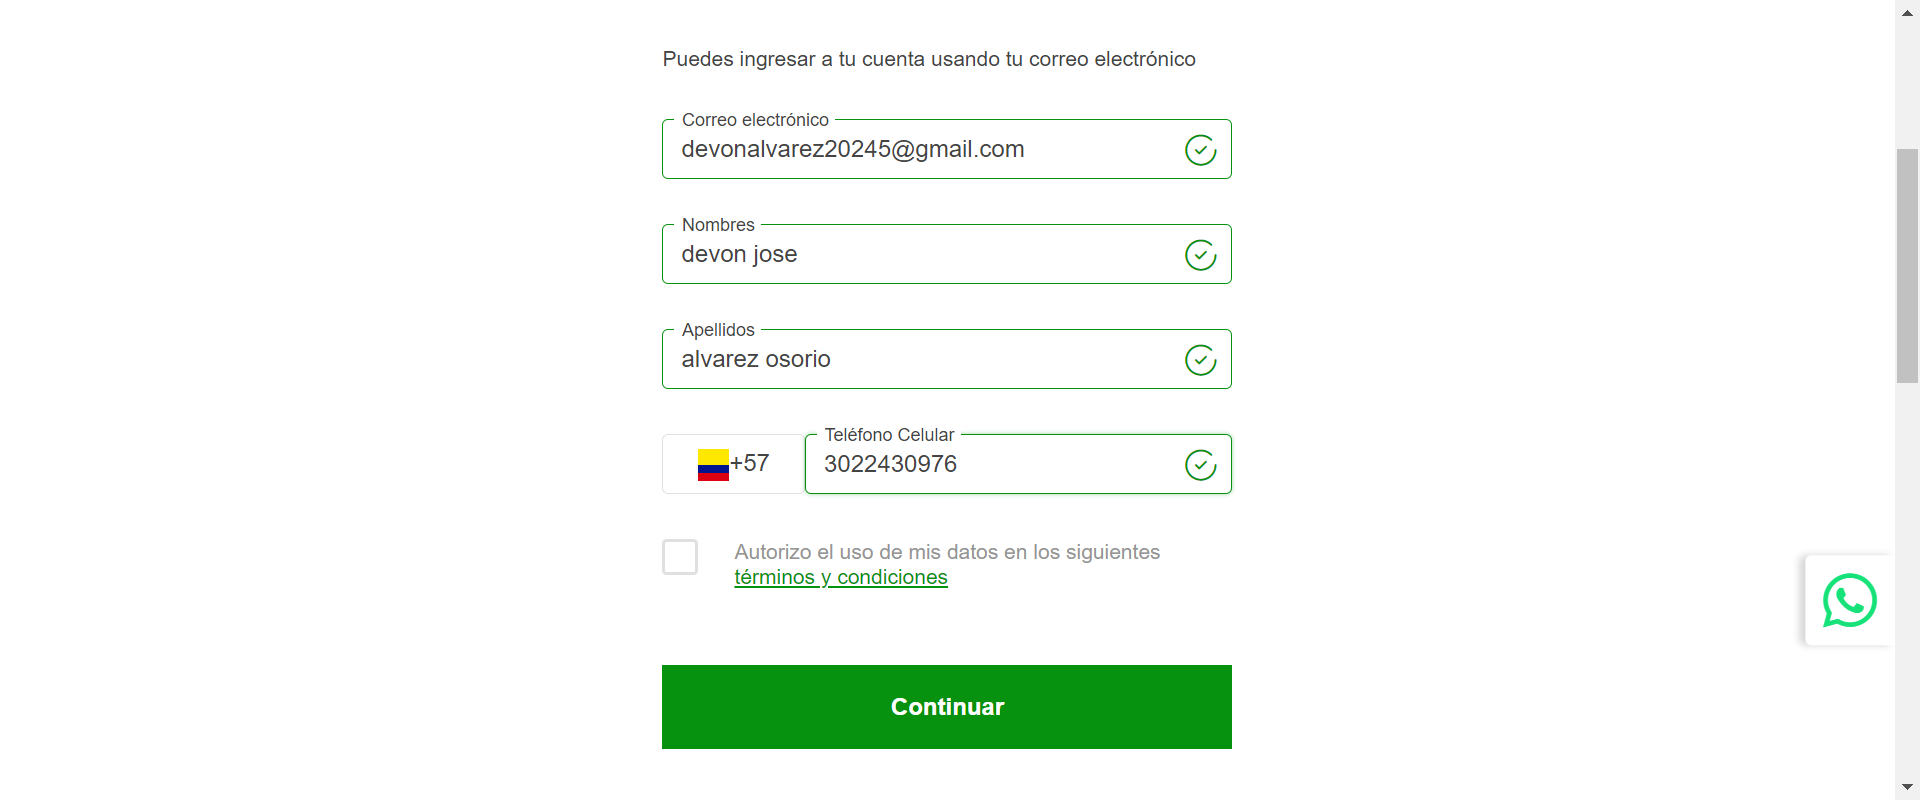 Puedes ingresar a tu cuenta usando tu correo electrónico
Correo electrónico
devonalvarez20245@gmail.com
Nombres
devon jose
Apellidos
alvarez osorio
Teléfono Celular
+57 3022430976
Autorizo el uso de mis datos en los siguientes
términos y condiciones
Continuar